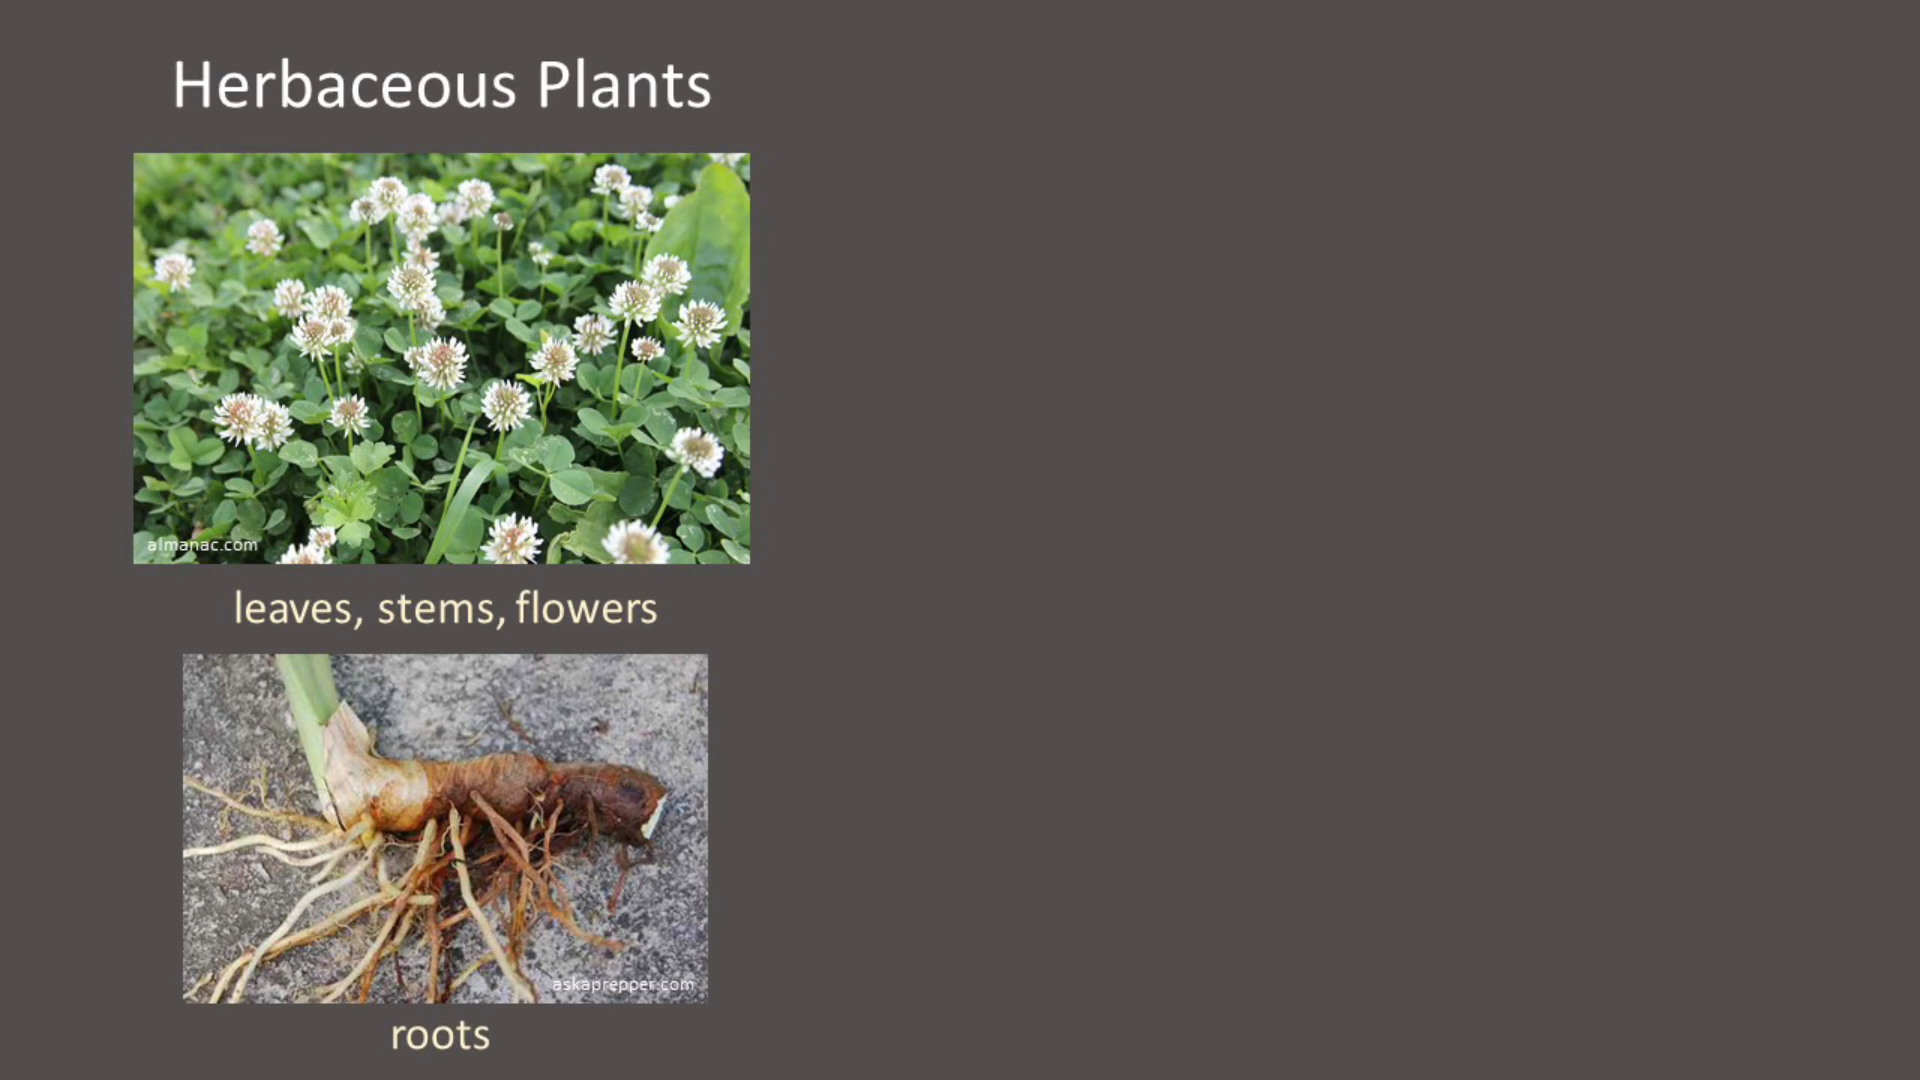 Herbaceous Plants
almanac.com
leaves, stems, flowers
askaprepper.com
roots